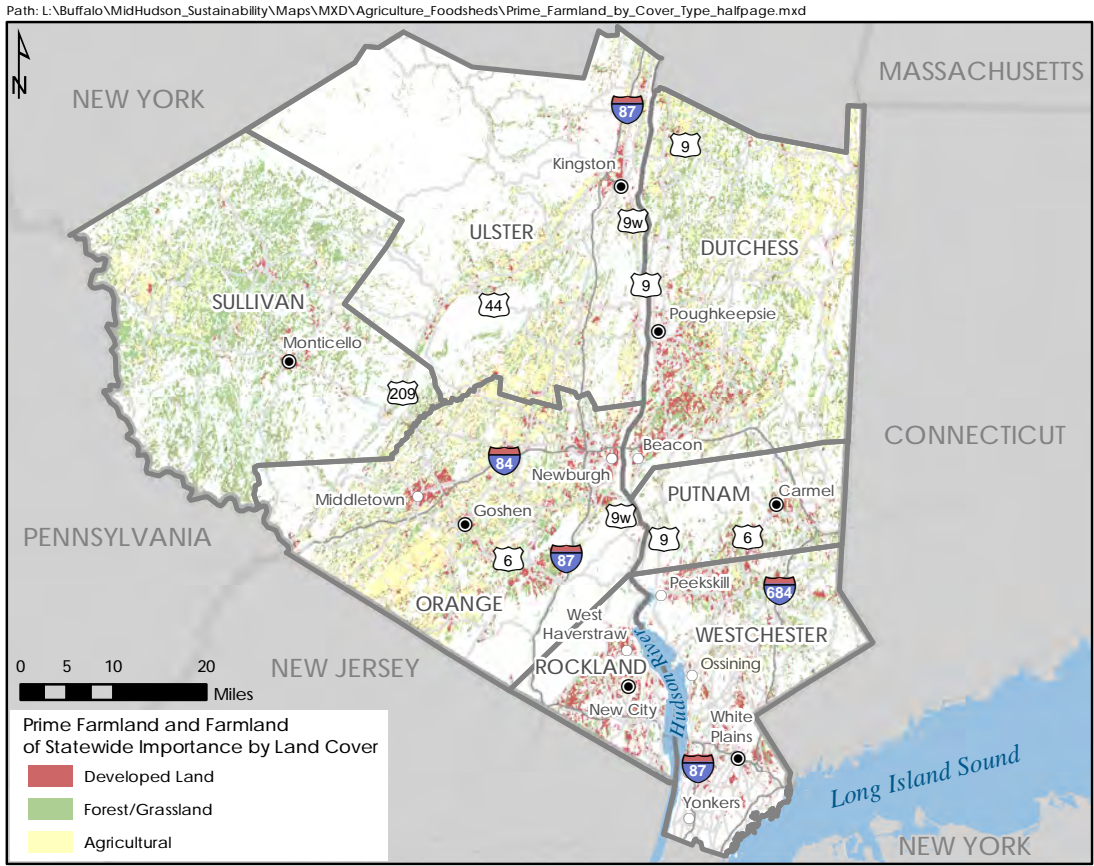 Path: L:\Buffalo\MidHudson_Sustainability\Maps\MXD\Agriculture_Foodsheds\Prime_Farmland_by_Cover_Type_halfpage.mxd
N
NEW YORK
MASSACHUSETTS
87
9
Kingston
9w
ULSTER
DUTCHESS
9
SULLIVAN
44
Poughkeepsie
Monticello
209
CONNECTICUT
Beacon
84
Newburgh
Middletown
PUTNAM
Carmel
Goshen
9w
PENNSYLVANIA
9
6
6
87
Peekskill
684
ORANGE
West
Haverstraw
WESTCHESTER
Hudson River
ROCKLAND
Ossining
NEW JERSEY
0 5 10 20
Miles
New City
White
Plains
87
Yonkers
Long Island Sound
NEW YORK
Prime Farmland and Farmland
of Statewide Importance by Land Cover
Developed Land
Forest/Grassland
Agricultural